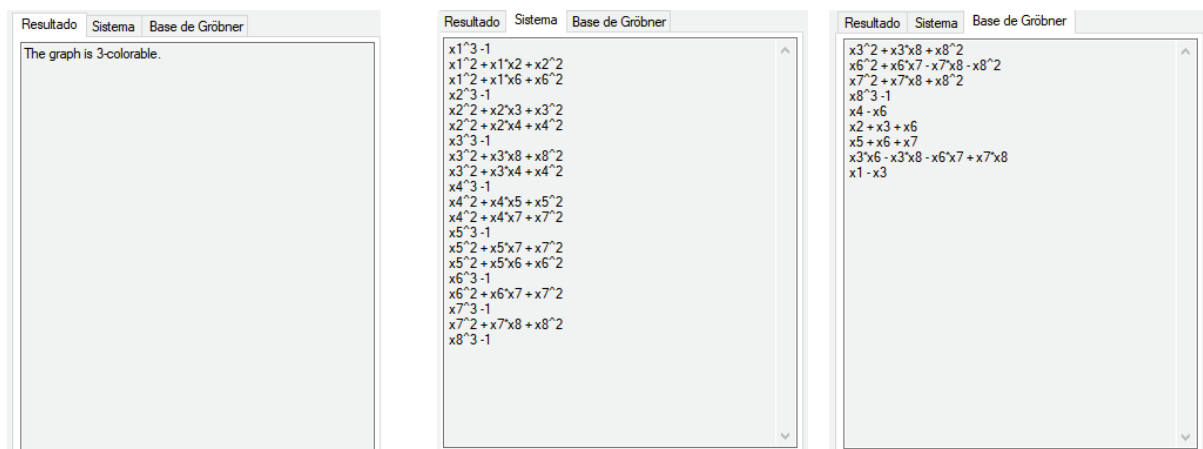 Resultado Sistema Base de Gröbner
The graph is 3-colorable.
Resultado Sistema Base de Gröbner
x1^3 -1
x1^2 + x1*x2 + x2^2
x1^2 + x1*x6 + x6^2
x2^3 -1
x2^2 + x2*x3 + x3^2
x2^2 + x2*x4 + x4^2
x3^3 -1
x3^2 + x3*x8 + x8^2
x3^2 + x3*x4 + x4^2
x4^3 -1
x4^2 + x4*x5 + x5^2
x4^2 + x4*x7 + x7^2
x5^3 -1
x5^2 + x5*x7 + x7^2
x5^2 + x5*x6 + x6^2
x6^3 -1
x6^2 + x6*x7 + x7^2
x7^3 -1
x7^2 + x7*x8 + x8^2
x8^3 -1
Resultado Sistema Base de Gröbner
x3^2 + x3*x8 + x8^2
x6^2 + x6*x7 - x7*x8 - x8^2
x7^2 + x7*x8 + x8^2
x8^3 -1
x4 - x6
x2 + x3 + x6
x5 + x6 + x7
x3*x6 - x3*x8 - x6*x7 + x7*x8
x1 - x3